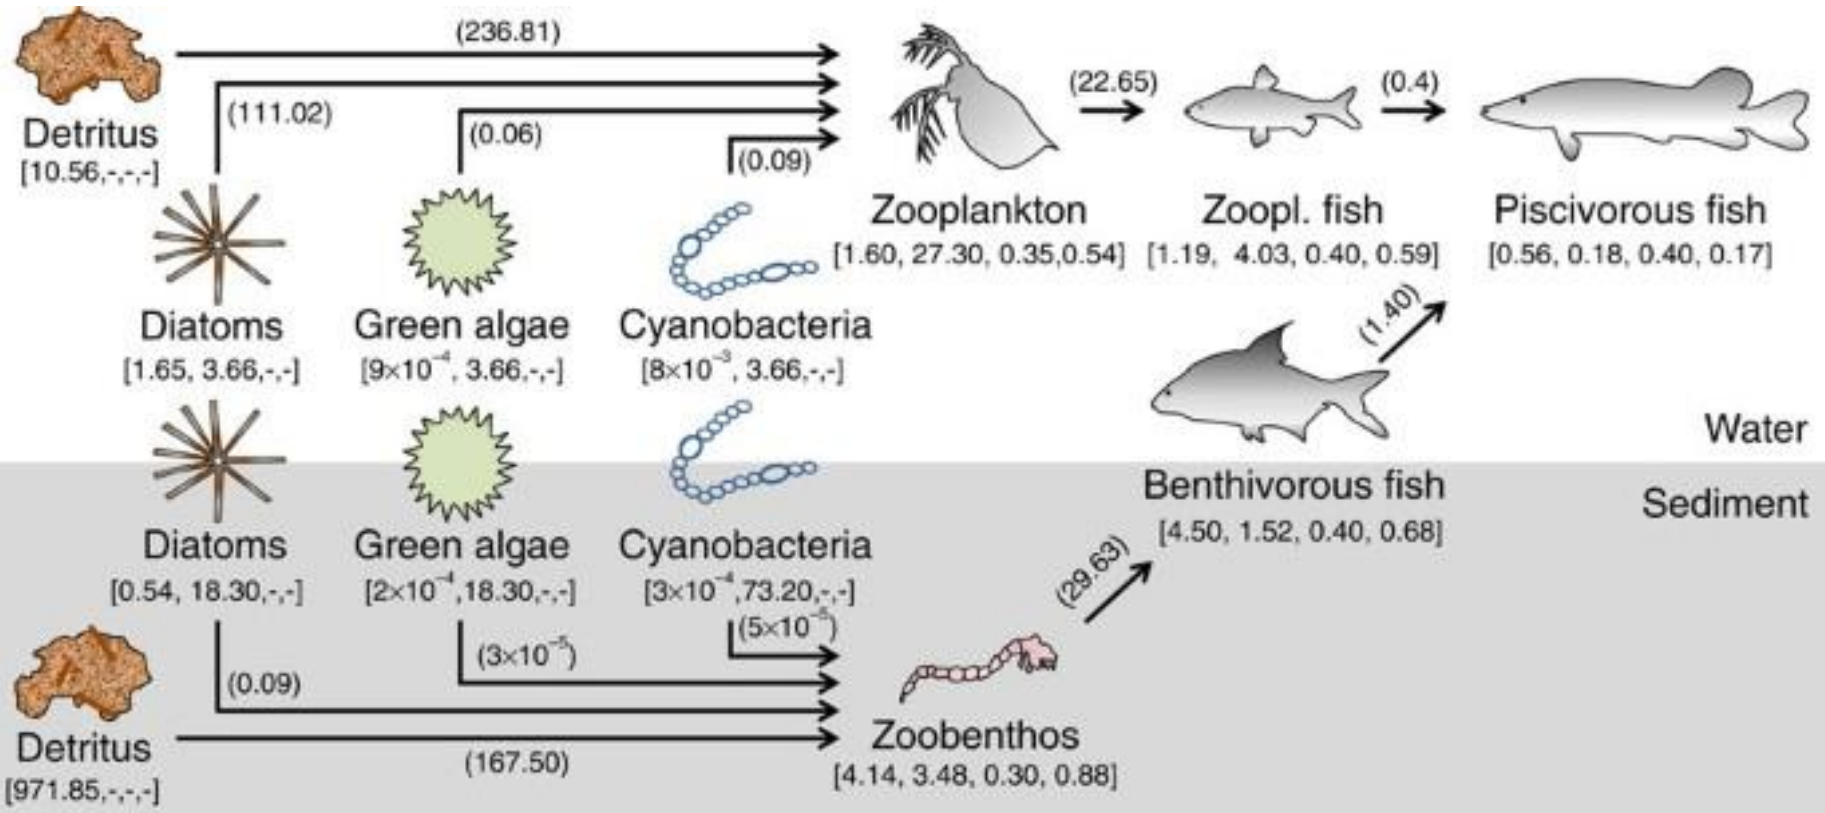 (236.81)
(111.02)
(0.06)
(0.09)
(22.65)
(0.4)
Detritus
[10.56,-,-,-]
Zooplankton
[1.60, 27.30, 0.35,0.54]
Zoopl. fish
[1.19, 4.03, 0.40, 0.59]
Piscivorous fish
[0.56, 0.18, 0.40, 0.17]
Diatoms
[1.65, 3.66,-,-]
Green algae
[9×10⁻⁴, 3.66,-,-]
Cyanobacteria
[8×10⁻³, 3.66,-,-]
(1.40)
Water
Benthivorous fish
[4.50, 1.52, 0.40, 0.68]
Sediment
Diatoms
[0.54, 18.30,-,-]
Green algae
[2×10⁻⁴,18.30,-,-]
Cyanobacteria
[3×10⁻⁴,73.20,-,-]
(29.63)
(5×10⁻⁵)
(3×10⁻⁵)
(0.09)
Detritus
[971.85,-,-,-]
(167.50)
Zoobenthos
[4.14, 3.48, 0.30, 0.88]